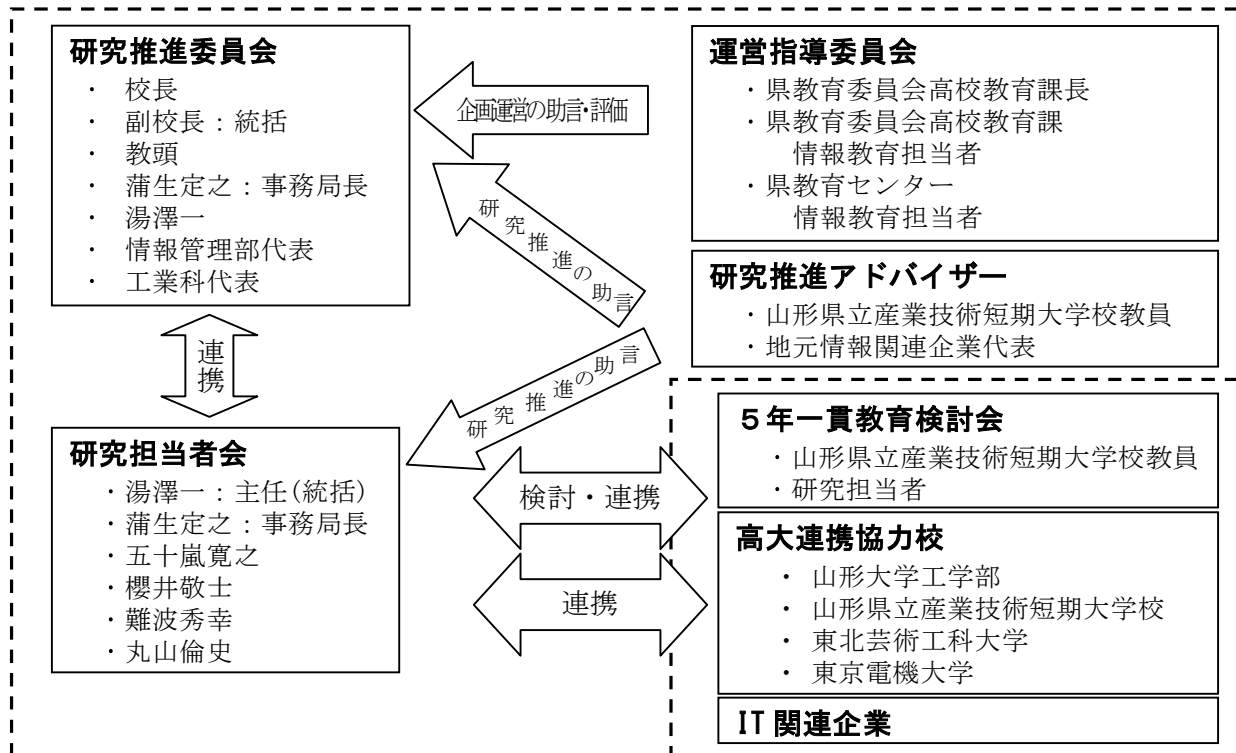 研究推進委員会
・ 校長
・ 副校長:統括
・ 教頭
・ 蒲生定之:事務局長
・ 湯澤一
・ 情報管理部代表
・ 工業科代表
企画運営の助言・評価
運営指導委員会
・県教育委員会高校教育課長
・県教育委員会高校教育課
情報教育担当者
・県教育センター
情報教育担当者
研究推進の助言
研究推進アドバイザー
・山形県立産業技術短期大学校教員
・地元情報関連企業代表
連携
研究推進の助言
研究担当者会
・湯澤一:主任(統括)
・蒲生定之:事務局長
・五十嵐寛之
・櫻井敬士
・難波秀幸
・丸山倫史
検討・連携
連携
5年一貫教育検討会
・山形県立産業技術短期大学校教員
・研究担当者
高大連携協力校
・ 山形大学工学部
・ 山形県立産業技術短期大学校
・ 東北芸術工科大学
・ 東京電機大学
IT関連企業